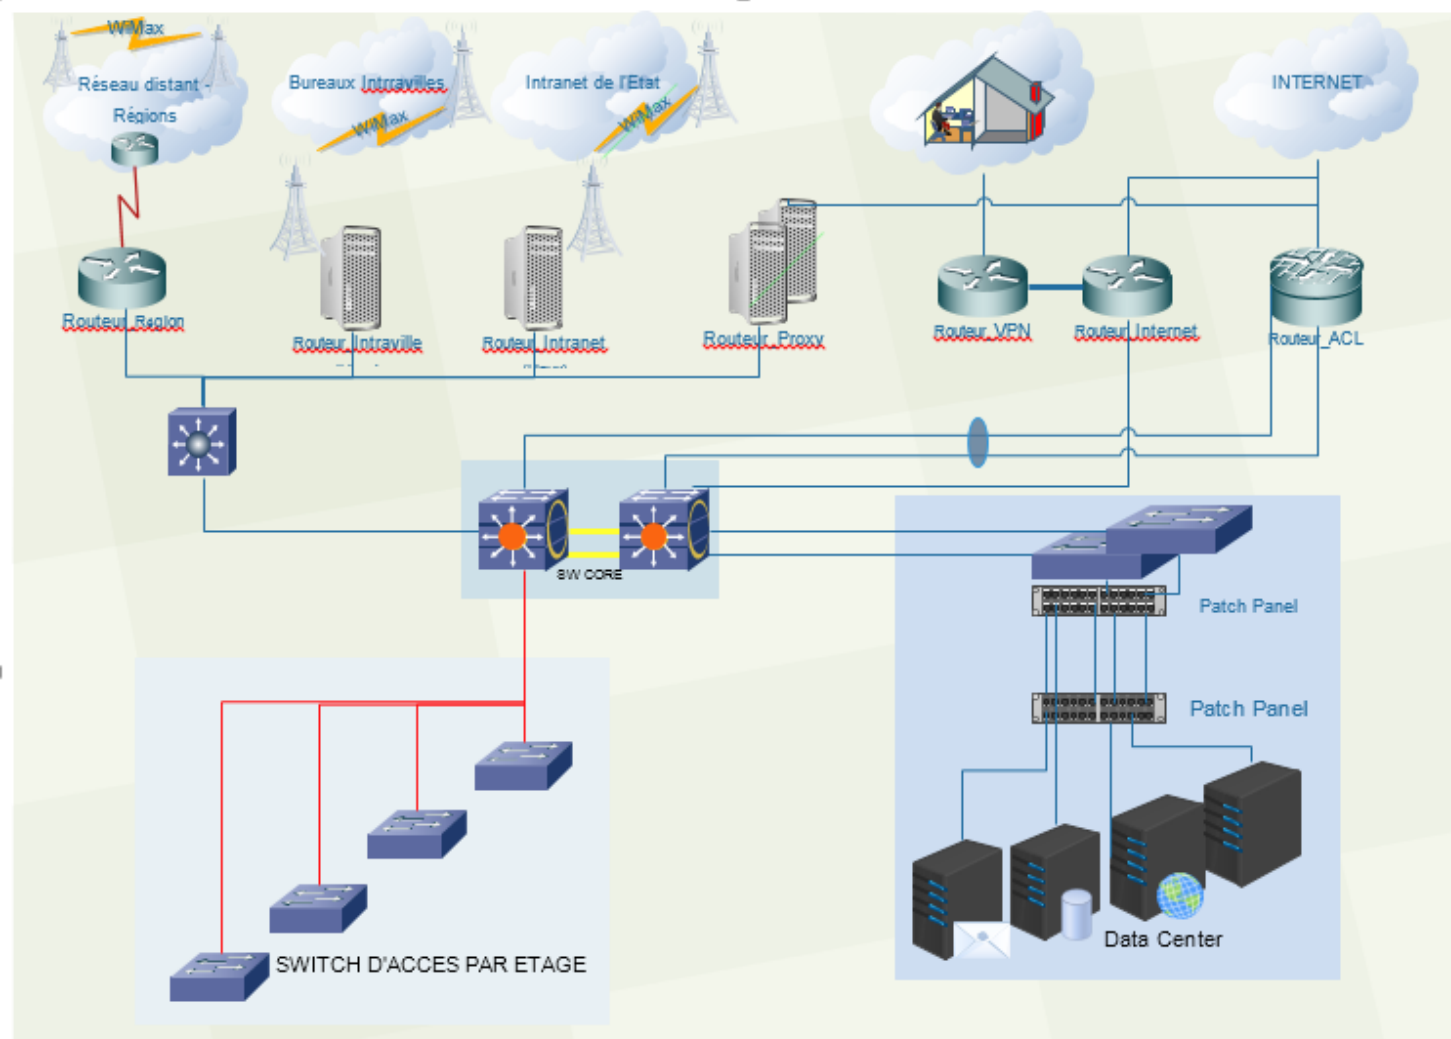 WiMax
Réseau distant -
Régions
Bureaux Intrravilles
WiMax
Intranet de l'Etat
WiMax
INTERNET
Routeur_Region
Routeur_Intraville
Routeur_Intranet
Routeur_Proxy
Routeur_VPN
Routeur_Internet
Routeur_ACL
SW CORE
Patch Panel
Patch Panel
Data Center
SWITCH D'ACCES PAR ETAGE